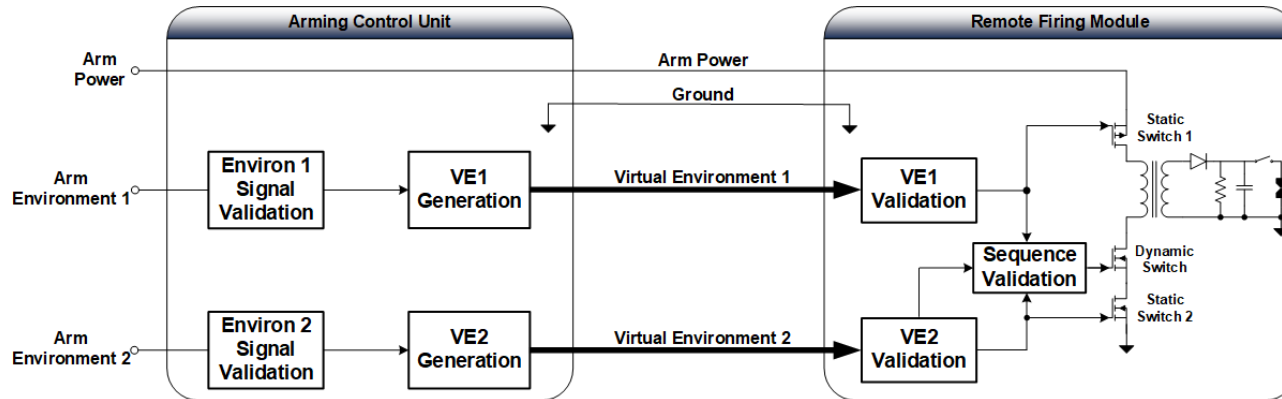 Arming Control Unit
Remote Firing Module
Arm
Power
Arm Power
Ground
Static
Switch 1
Arm
Environment 1
Environ 1
Signal
Validation
VE1
Generation
Virtual Environment 1
VE1
Validation
Sequence
Validation
Dynamic
Switch
Static
Switch 2
Arm
Environment 2
Environ 2
Signal
Validation
VE2
Generation
Virtual Environment 2
VE2
Validation